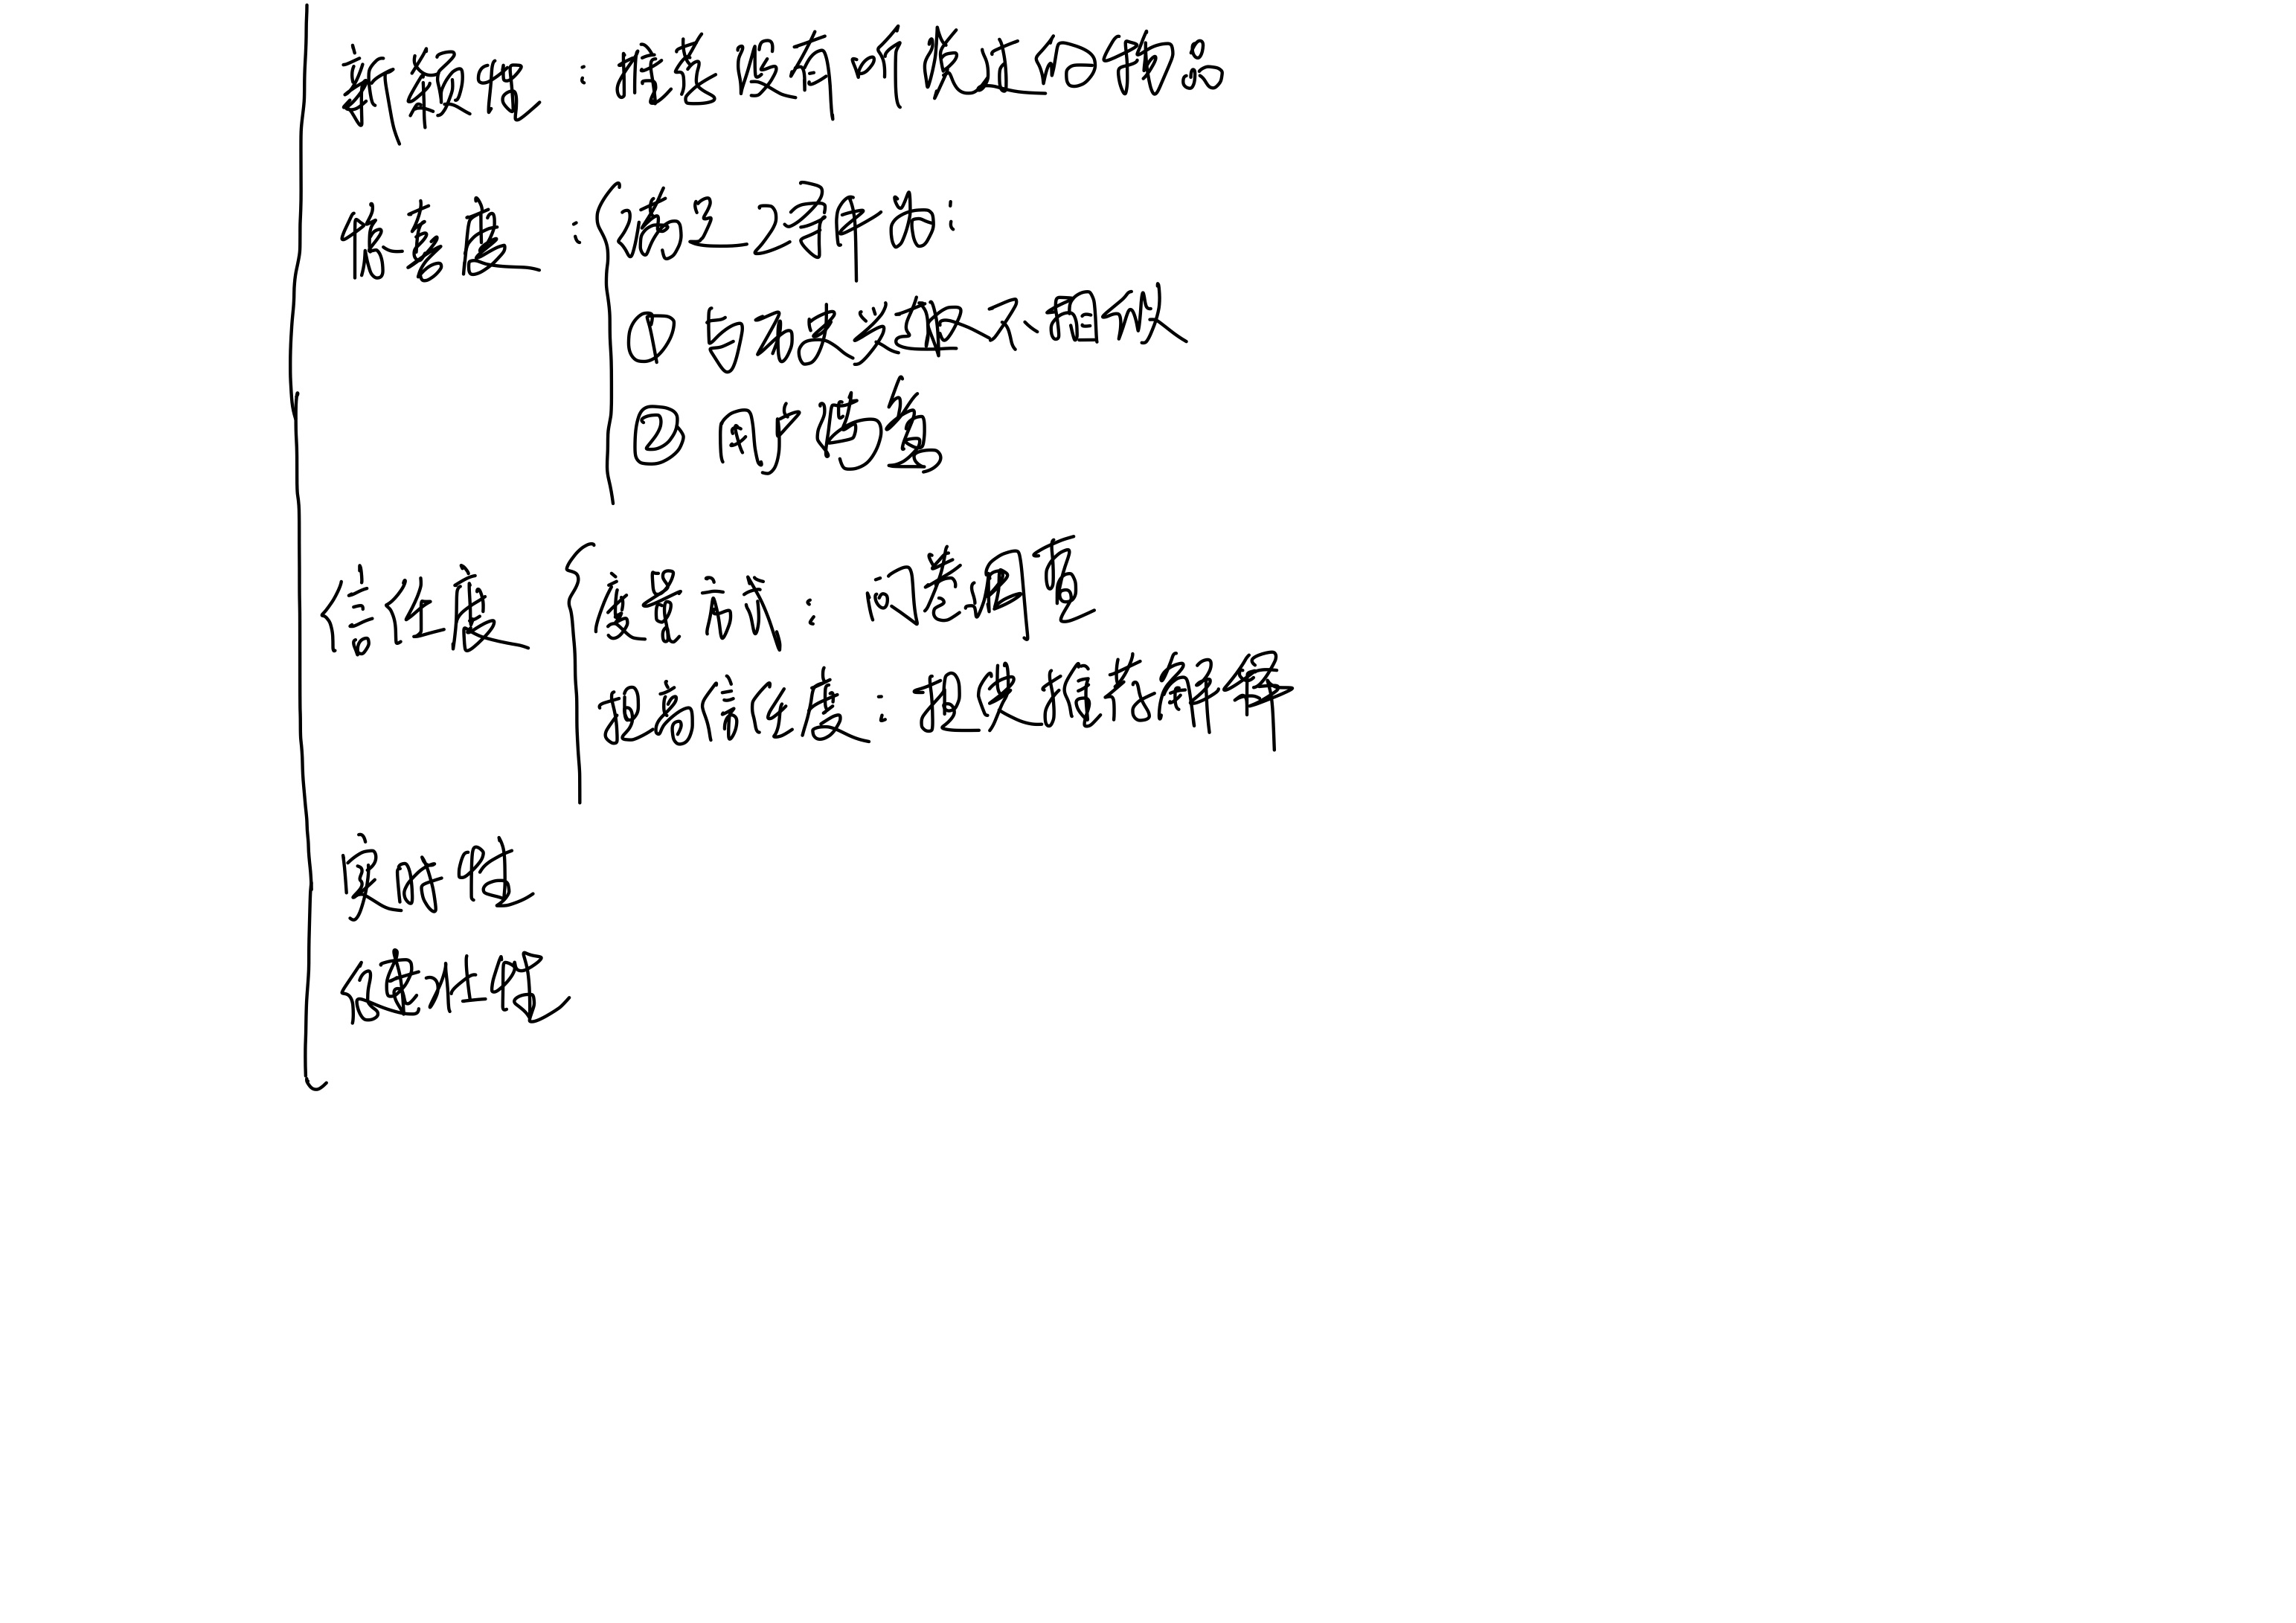 新颖性:惊喜 没有听说过的物品
惊喜度:{满足2条件的:
① 与历史兴趣不相似
② 用户满意
信任度 {度量方式:问卷调查
提高信任度:提供推荐解释
实时性
健壮性